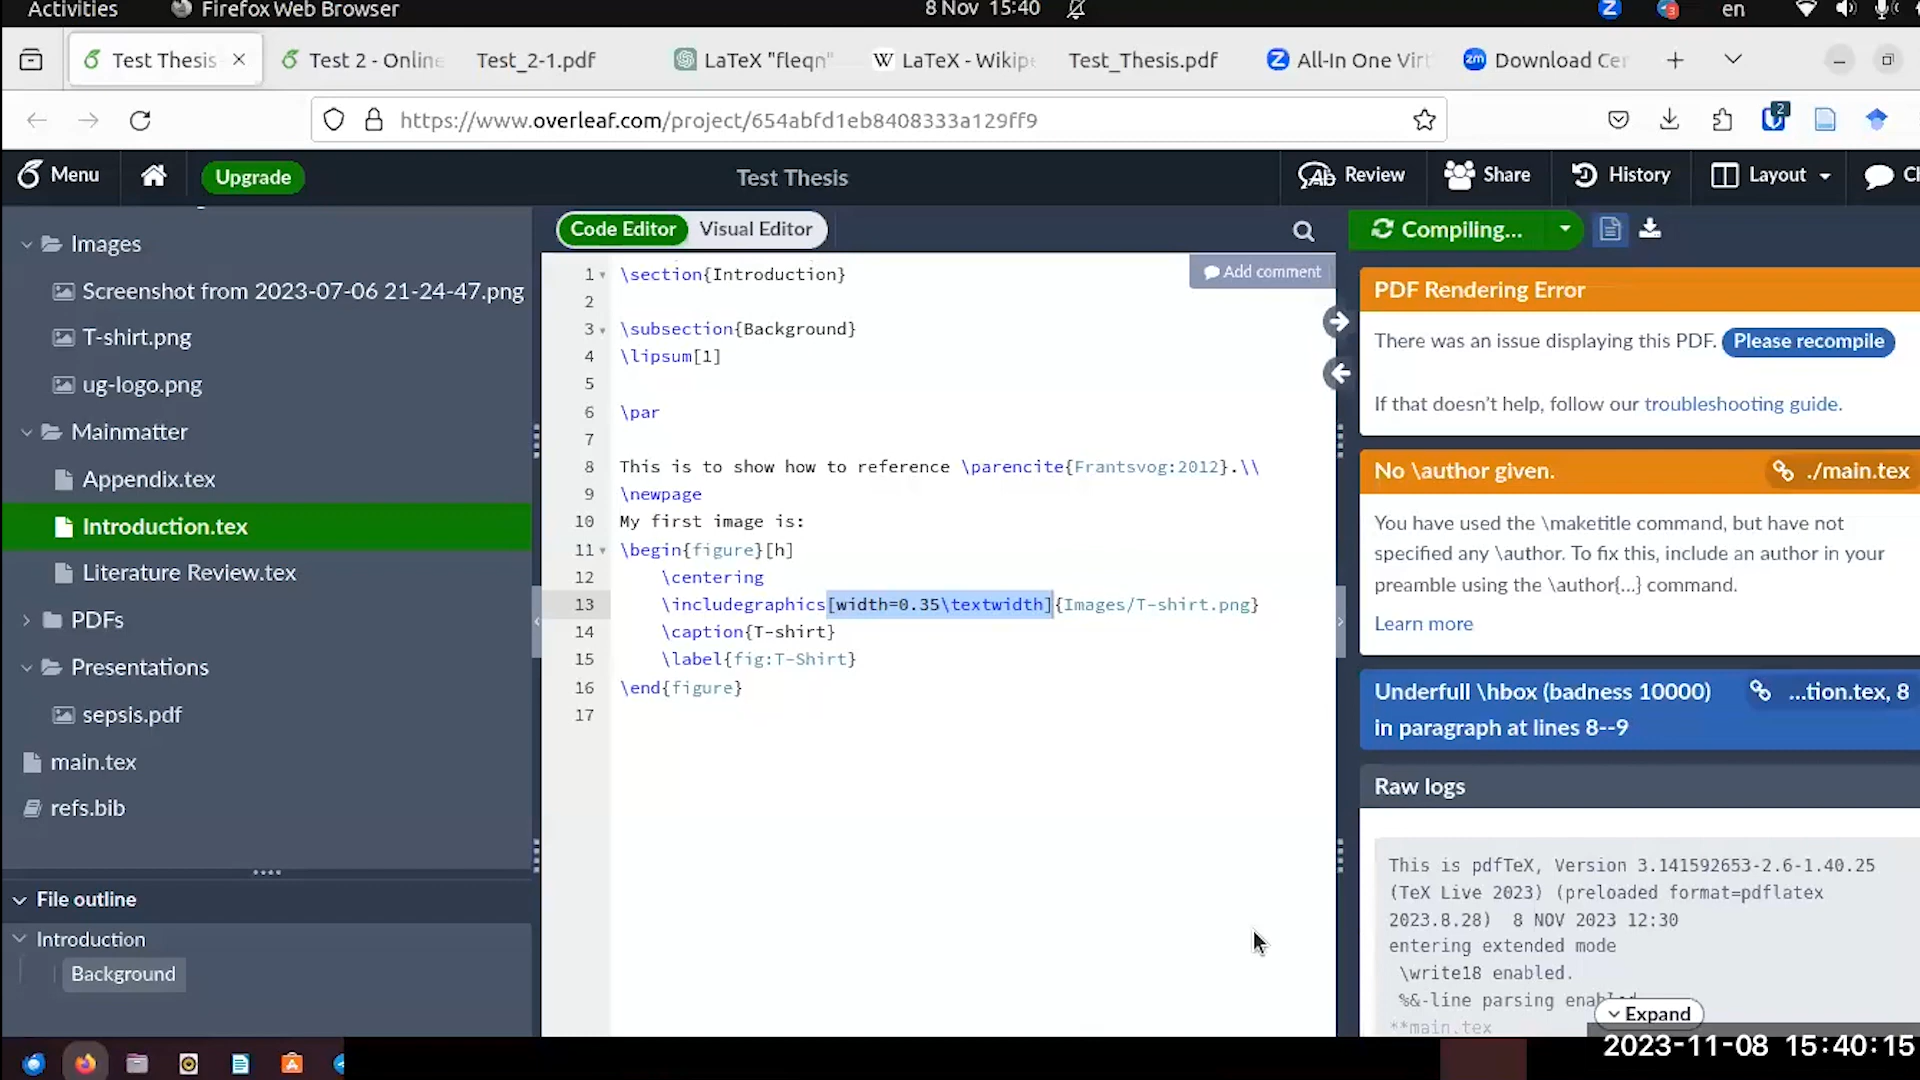 Activities
Firefox Web Browser
8 Nov 15:40
en
Test Thesis
Test 2 - Online
Test_2-1.pdf
LaTeX "fleqn"
LaTeX - Wikip
Test_Thesis.pdf
All-In One Virt
Download Cer
https://www.overleaf.com/project/654abfd1eb8408333a129ff9
2
Menu
Upgrade
Test Thesis
Review
Share
History
Layout
Ch
Images
Screenshot from 2023-07-06 21-24-47.png
T-shirt.png
ug-logo.png
Mainmatter
Appendix.tex
Introduction.tex
Literature Review.tex
PDFs
Presentations
sepsis.pdf
main.tex
refs.bib
File outline
Introduction
Background
Code Editor
Visual Editor
Add comment
1 \section{Introduction}
2
3 \subsection{Background}
4 \lipsum[1]
5
6 \par
7
8 This is to show how to reference \parencite{Frantsvog:2012}.\\
9 \newpage
10 My first image is:
11 \begin{figure}[h]
12 \centering
13 \includegraphics[width=0.35\textwidth]{Images/T-shirt.png}
14 \caption{T-shirt}
15 \label{fig:T-Shirt}
16 \end{figure}
17
Compiling...
PDF Rendering Error
There was an issue displaying this PDF. Please recompile
If that doesn't help, follow our troubleshooting guide.
No \author given.
./main.tex
You have used the \maketitle command, but have not
specified any \author. To fix this, include an author in your
preamble using the \author{...} command.
Learn more
Underfull \hbox (badness 10000)
in paragraph at lines 8--9
...tion.tex, 8
Raw logs
This is pdfTeX, Version 3.141592653-2.6-1.40.25
(TeX Live 2023) (preloaded format=pdflatex
2023.8.28) 8 NOV 2023 12:30
entering extended mode
\write18 enabled.
%&-line parsing enabled
**main.tex
Expand
2023-11-08 15:40:15